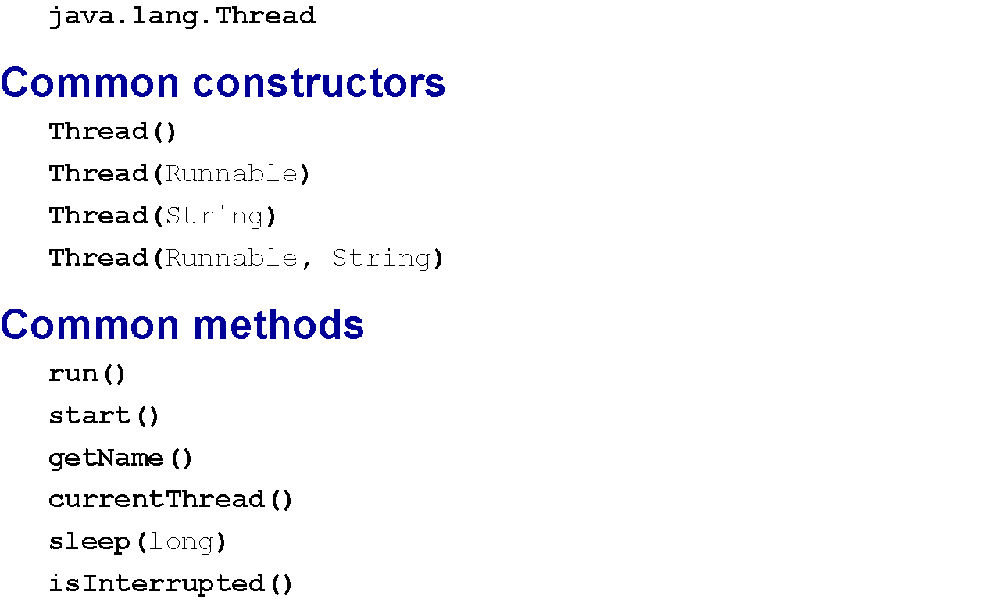 java.lang.Thread
Common constructors
Thread()
Thread(Runnable)
Thread(String)
Thread(Runnable, String)
Common methods
run()
start()
getName()
currentThread()
sleep(long)
isInterrupted()